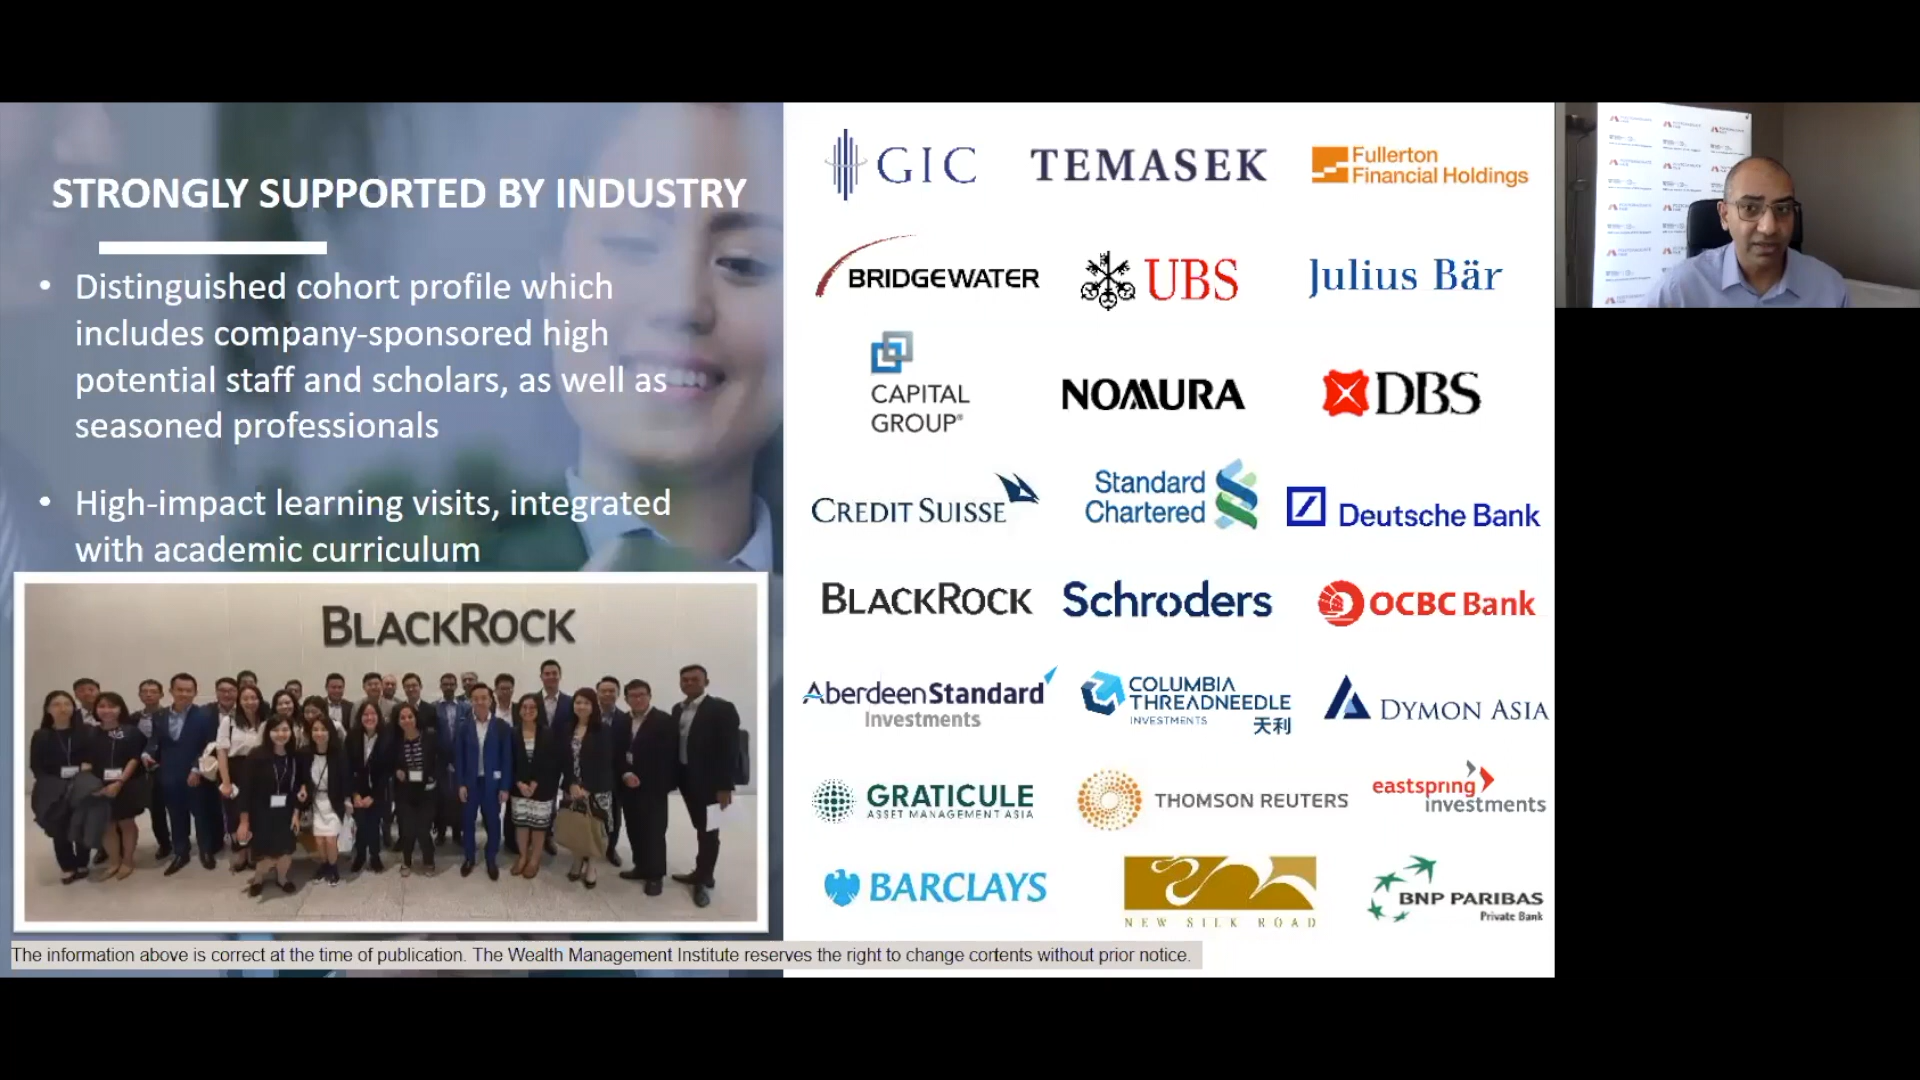 STRONGLY SUPPORTED BY INDUSTRY
• Distinguished cohort profile which
includes company-sponsored high
potential staff and scholars, as well as
seasoned professionals
• High-impact learning visits, integrated
with academic curriculum
BLACKROCK
The information above is correct at the time of publication. The Wealth Management Institute reserves the right to change contents without prior notice.
GIC
TEMASEK
Fullerton
Financial Holdings
BRIDGEWATER
UBS
Julius Bär
CAPITAL
GROUP®
NOMURA
DBS
CREDIT SUISSE
Standard
Chartered
Deutsche Bank
BLACKROCK
Schroders
OCBC Bank
Aberdeen Standard
Investments
COLUMBIA
THREADNEEDLE
INVESTMENTS
天利
DYMON ASIA
GRATICULE
ASSET MANAGEMENT ASIA
THOMSON REUTERS
eastspring
investments
BARCLAYS
NEW SILK ROAD
BNP PARIBAS
Private Bank